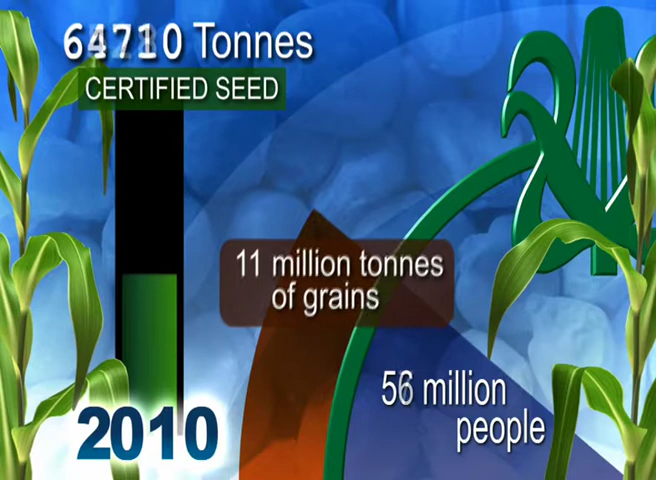 64710 Tonnes
CERTIFIED SEED
11 million tonnes
of grains
56 million
people
2010